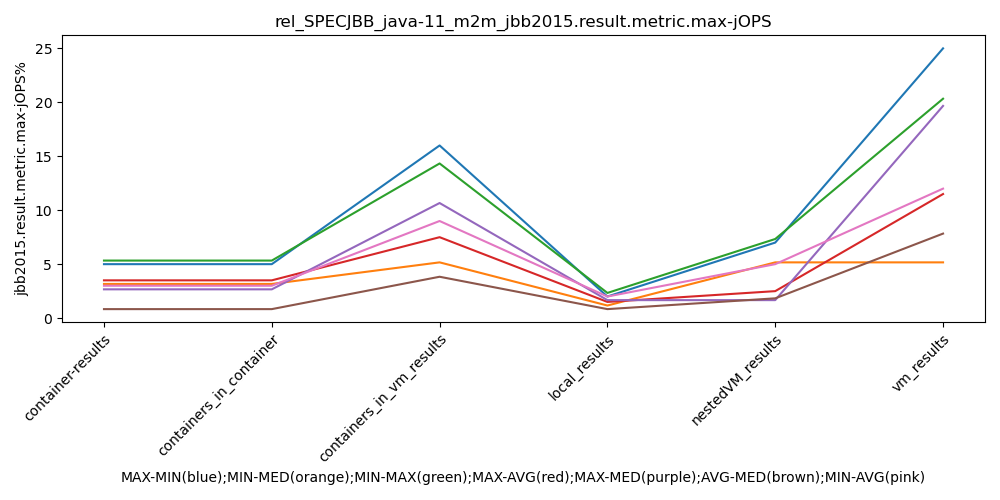 rel_SPECJBB_java-11_m2m_jbb2015.result.metric.max-jOPS
jbb2015.result.metric.max-jOPS%
25
20
15
10
5
0
container-results
containers_in_container
containers_in_vm_results
local_results
nestedVM_results
vm_results
MAX-MIN(blue);MIN-MED(orange);MIN-MAX(green);MAX-AVG(red);MAX-MED(purple);AVG-MED(brown);MIN-AVG(pink)